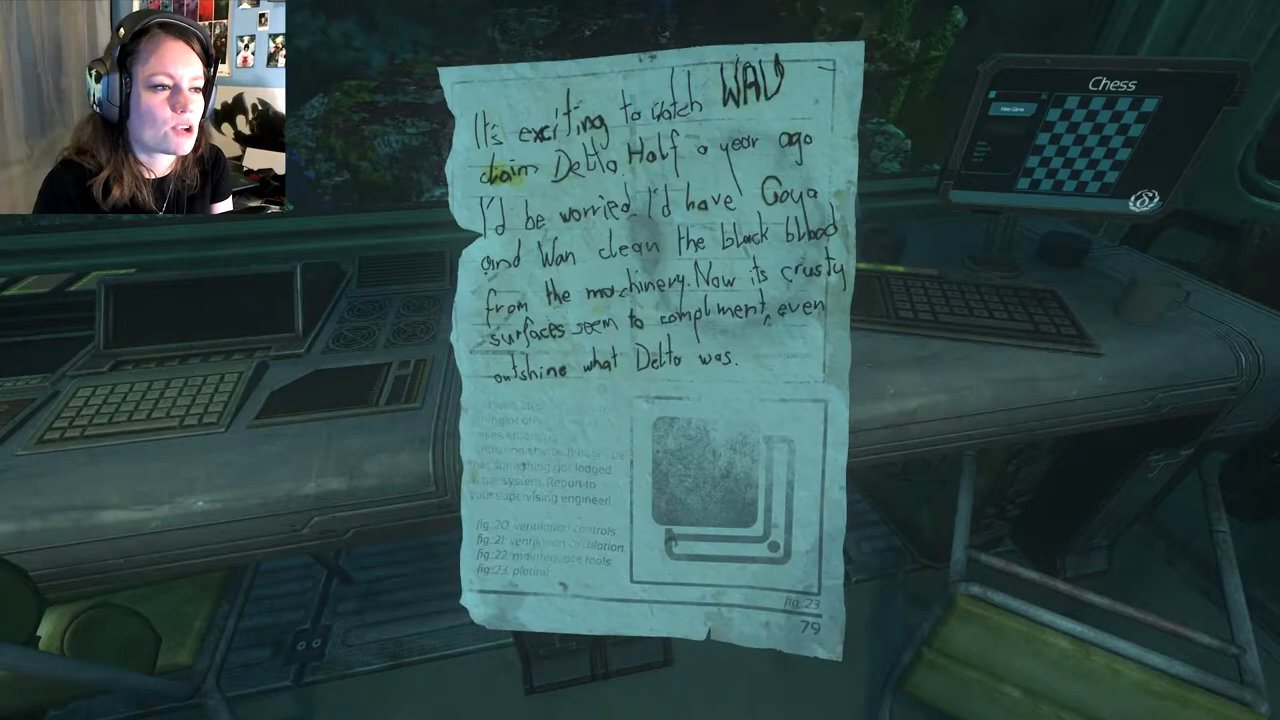 It's exciting to watch WAU
claim Delta. Half a year ago
I'd be worried. I'd have Goya
and Wan clean the black blood
from the machinery. Now its crusty
surfaces seem to compliment, even
outshine what Delta was.
something got lodged
the system. Report to
your supervising engineer!
fig. 20: ventilation controls
fig. 21: ventilation circulation.
fig. 22: maintenance tools.
fig. 23: plating
fig. 23
79
Chess
New Game